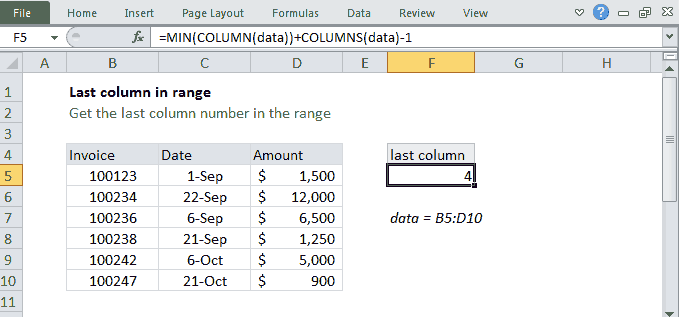 File Home Insert Page Layout Formulas Data Review View
F5 fx =MIN(COLUMN(data))+COLUMNS(data)-1
A B C D E F G H
1 Last column in range
2 Get the last column number in the range
3
4 Invoice Date Amount last column
5 100123 1-Sep $ 1,500 4
6 100234 22-Sep $ 12,000
7 100236 6-Sep $ 6,500 data = B5:D10
8 100238 21-Sep $ 1,250
9 100242 6-Oct $ 5,000
10 100247 21-Oct $ 900
11